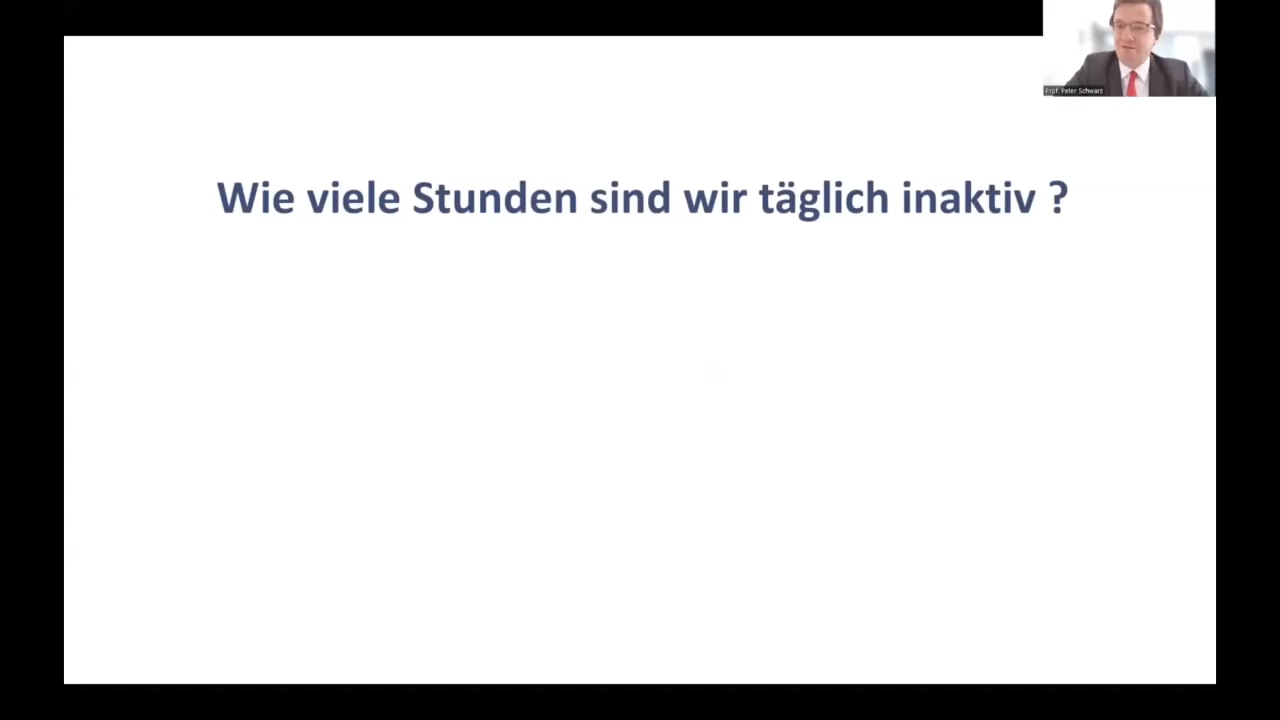 Prof. Peter Schwarz
Wie viele Stunden sind wir täglich inaktiv ?